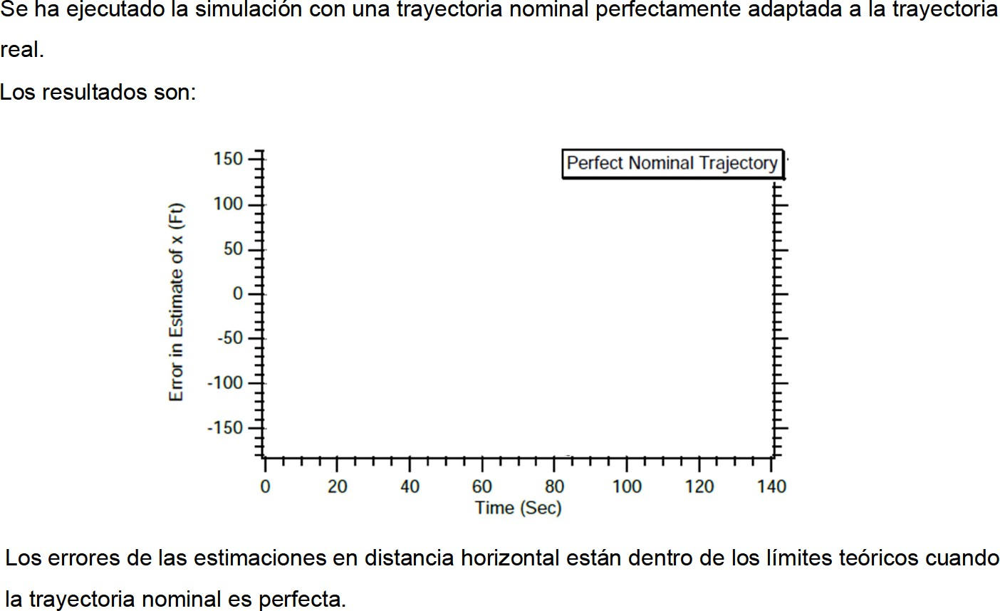 Se ha ejecutado la simulación con una trayectoria nominal perfectamente adaptada a la trayectoria
real.
Los resultados son:
Perfect Nominal Trajectory
150
100
50
0
-50
-100
-150
Error in Estimate of x (Ft)
0 20 40 60 80 100 120 140
Time (Sec)
Los errores de las estimaciones en distancia horizontal están dentro de los límites teóricos cuando
la trayectoria nominal es perfecta.